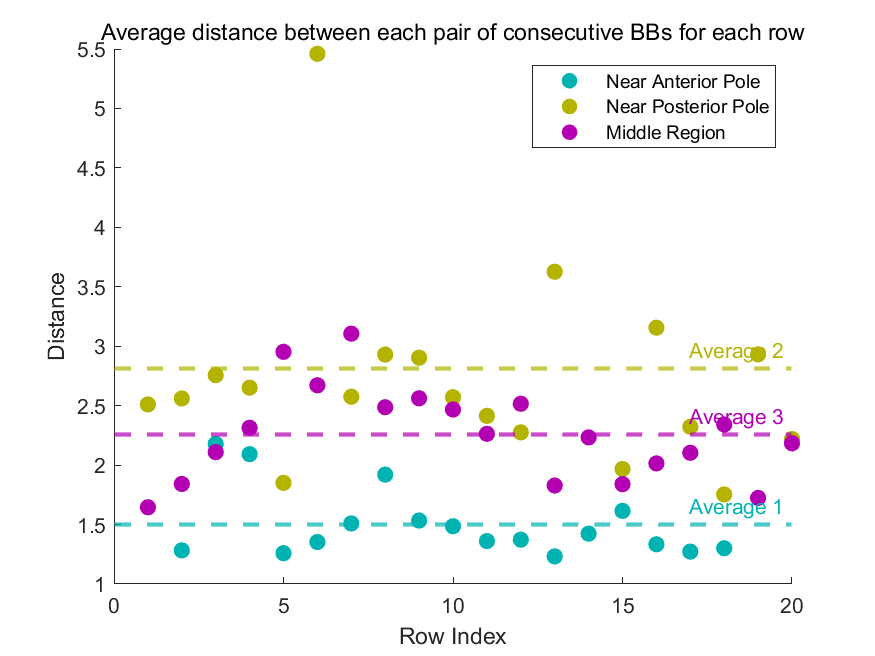 Average distance between each pair of consecutive BBs for each row
Near Anterior Pole
Near Posterior Pole
Middle Region
5.5
5
4.5
4
3.5
3
2.5
2
1.5
1
Distance
Average 2
Average 3
Average 1
0
5
10
15
20
Row Index